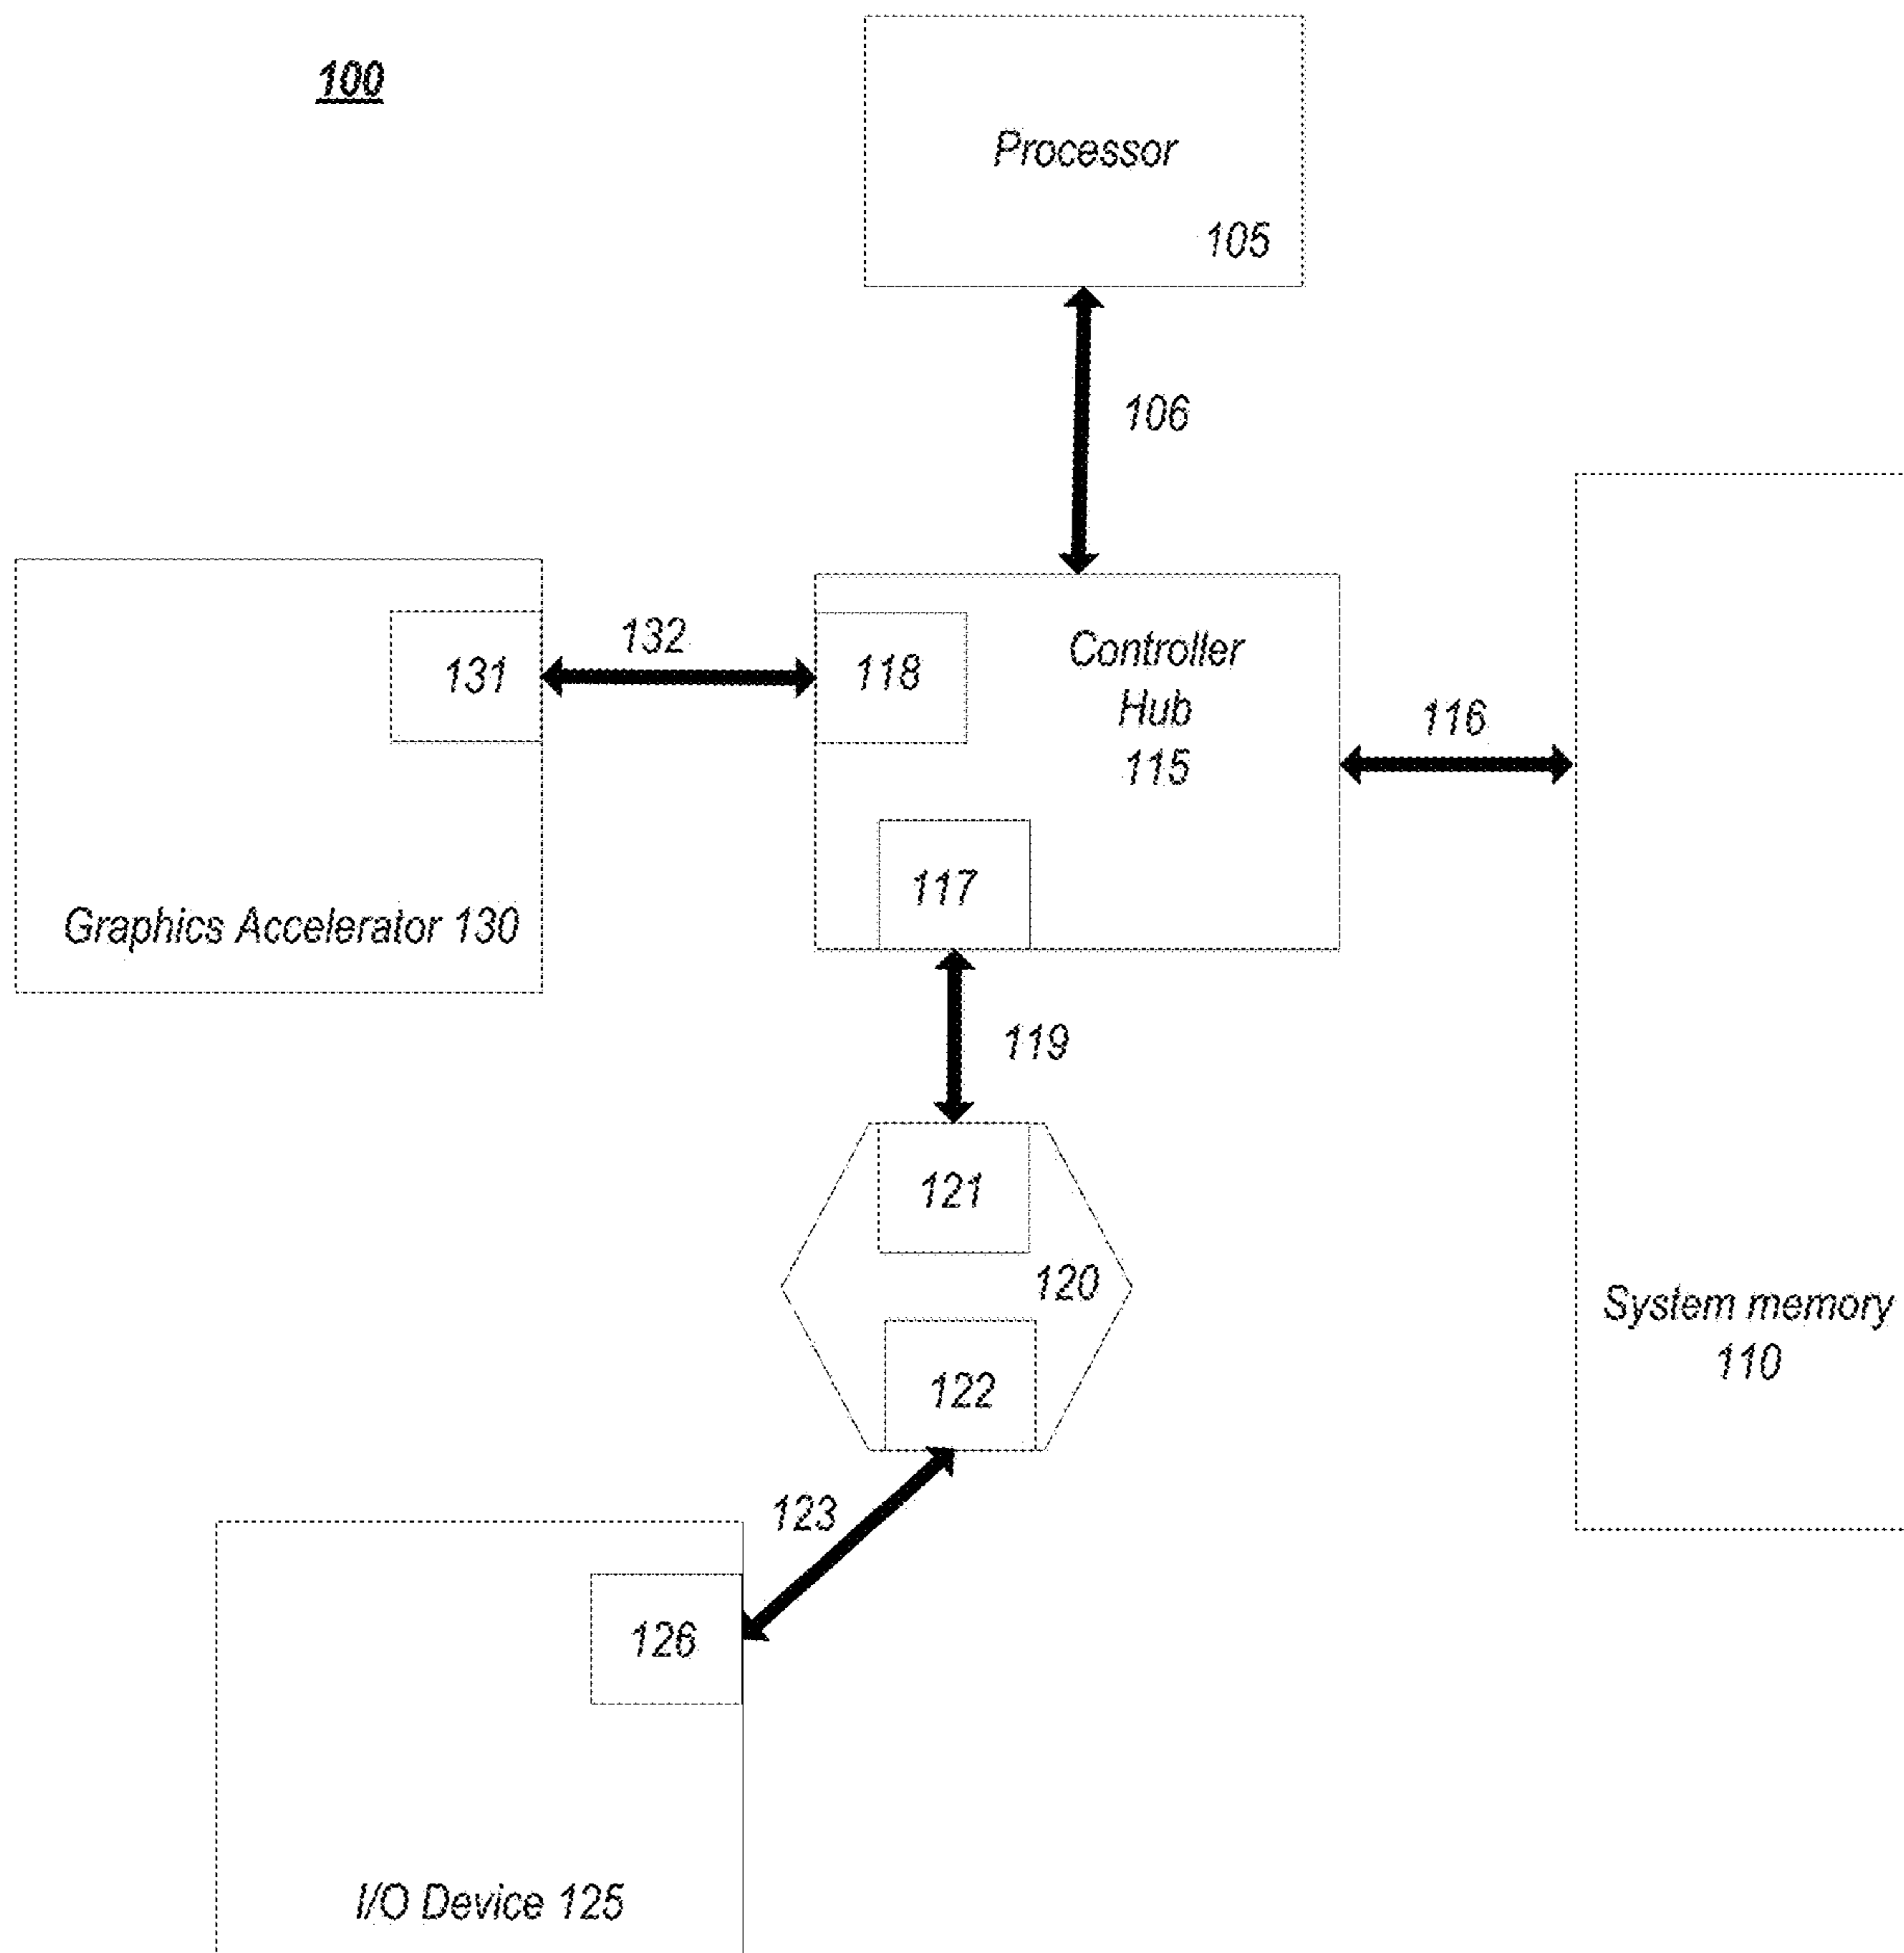 100
Processor
105
106
132
131
118
Controller
Hub
115
116
117
Graphics Accelerator 130
119
121
120
122
System memory
110
123
126
I/O Device 125